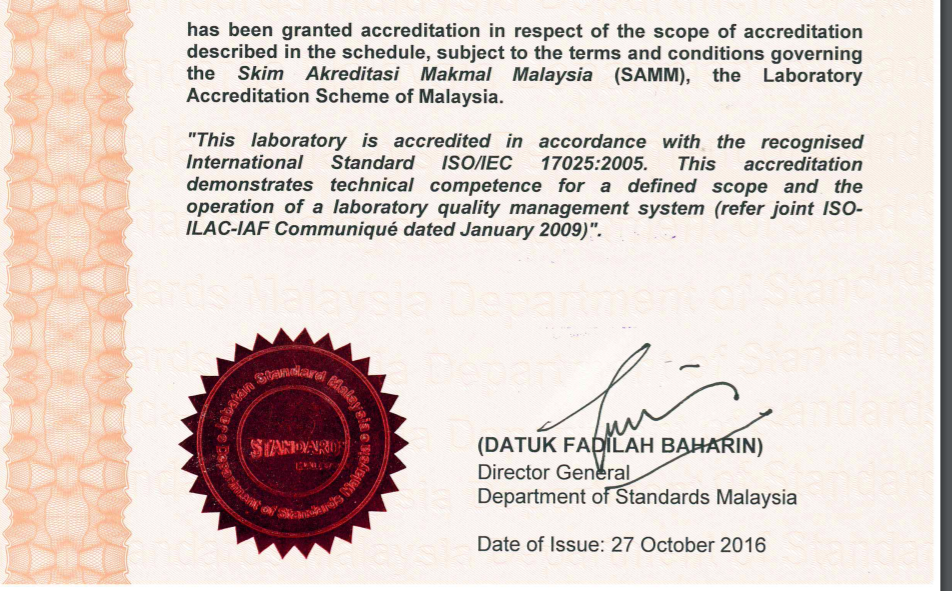 has been granted accreditation in respect of the scope of accreditation
described in the schedule, subject to the terms and conditions governing
the Skim Akreditasi Makmal Malaysia (SAMM), the Laboratory
Accreditation Scheme of Malaysia.
"This laboratory is accredited in accordance with the recognised
International Standard ISO/IEC 17025:2005. This accreditation
demonstrates technical competence for a defined scope and the
operation of a laboratory quality management system (refer joint ISO-
ILAC-IAF Communiqué dated January 2009)".
Jabatan Standard Malaysia
STANDARDS
Department of Standards Malaysia
(DATUK FADILAH BAHARIN)
Director General
Department of Standards Malaysia
Date of Issue: 27 October 2016